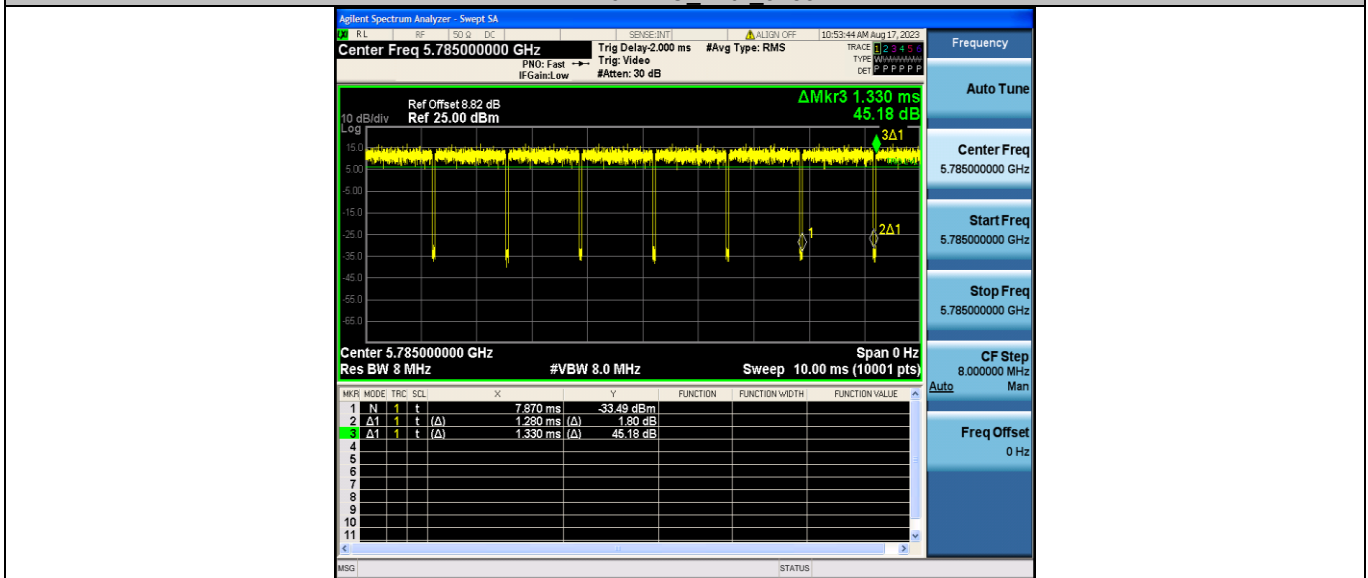 Agilent Spectrum Analyzer - Swept SA
RL RF 50 Ω DC SENSE:INT ALIGN OFF 10:53:44 AM Aug 17, 2023
Center Freq 5.785000000 GHz
PNO: Fast
IFGain:Low
Trig Delay-2.000 ms
Trig: Video
#Atten: 30 dB
#Avg Type: RMS
TRACE 1 2 3 4 5 6
TYPE
DET P P P P P P
ΔMkr3 1.330 ms
45.18 dB
Ref Offset 8.82 dB
10 dB/div Ref 25.00 dBm
Log
15.0
5.00
-5.00
-15.0
-25.0
-35.0
-45.0
-55.0
-65.0
3Δ1
1
2Δ1
Center 5.785000000 GHz Span 0 Hz
Res BW 8 MHz #VBW 8.0 MHz Sweep 10.00 ms (10001 pts)
MKR MODE TRC SCL X Y FUNCTION FUNCTION WIDTH FUNCTION VALUE
1 N 1 t 7.870 ms -33.49 dBm
2 Δ1 1 t (Δ) 1.280 ms (Δ) 1.80 dB
3 Δ1 1 t (Δ) 1.330 ms (Δ) 45.18 dB
4
5
6
7
8
9
10
11
MSG STATUS
Frequency
Auto Tune
Center Freq
5.785000000 GHz
Start Freq
5.785000000 GHz
Stop Freq
5.785000000 GHz
CF Step
8.000000 MHz
Auto Man
Freq Offset
0 Hz